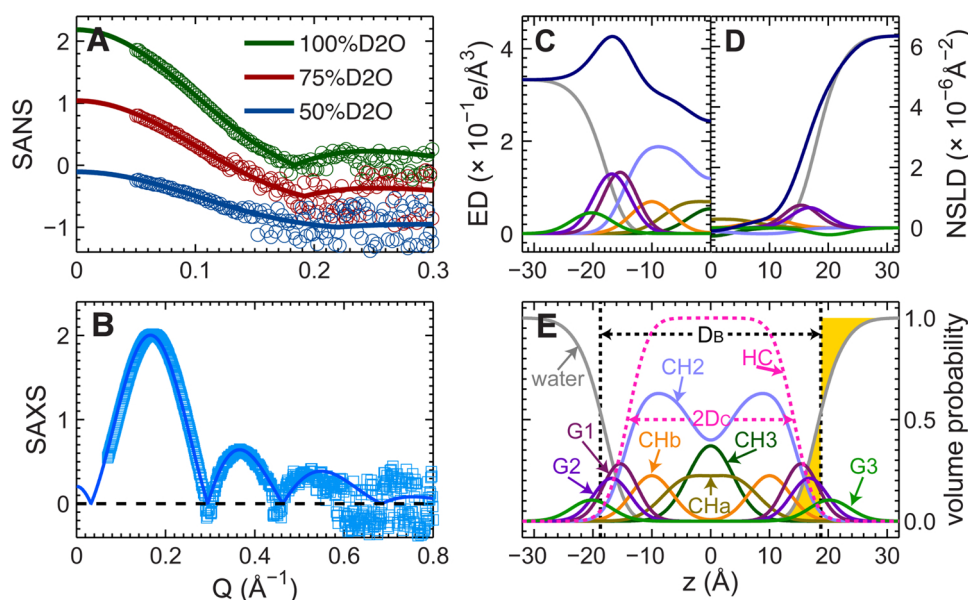 A
100%D2O
75%D2O
50%D2O
SANS
2
1
0
−1
0
0.1
0.2
0.3
B
SAXS
2
1
0
0
0.2
0.4
0.6
0.8
Q (Å⁻¹)
C
ED (× 10⁻¹ e/Å³)
4
2
0
−30
−20
−10
D
NSLD (× 10⁻⁶Å⁻²)
6
4
2
0
0
10
20
30
E
DB
HC
water
CH2
2Dc
G1
CHb
CH3
G2
G3
CHa
volume probability
1.0
0.5
0.0
−30
−20
−10
0
10
20
30
z (Å)